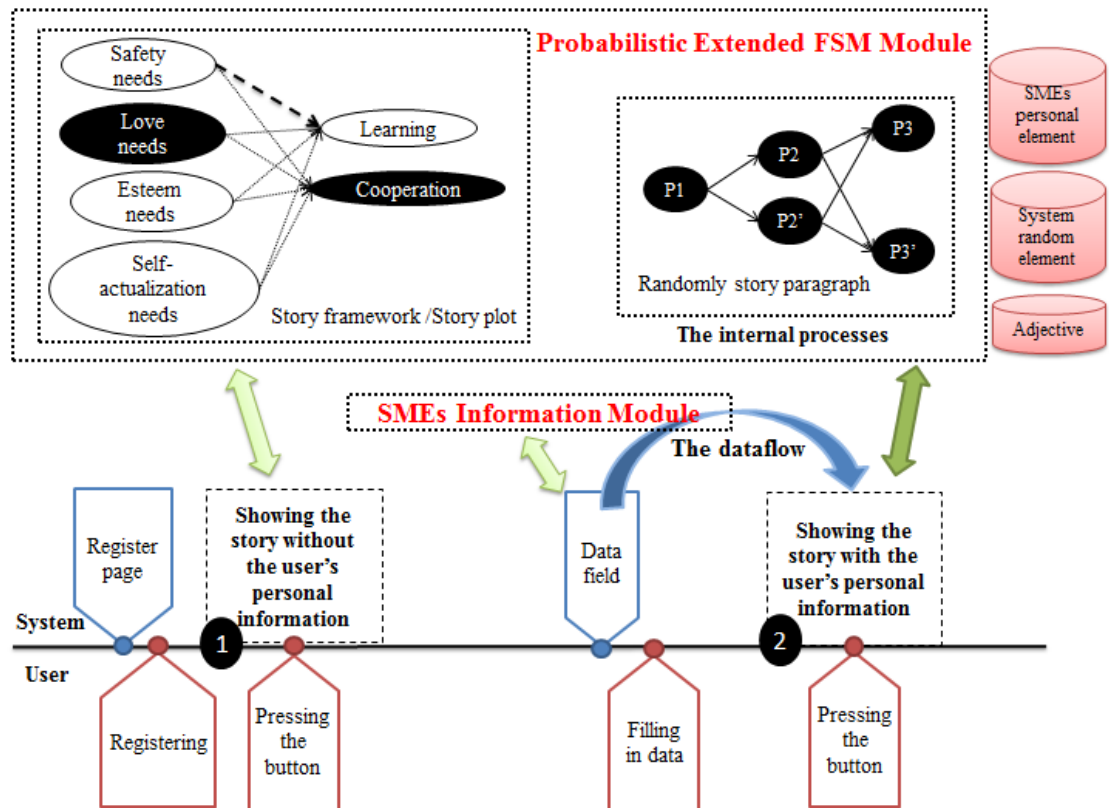 Probabilistic Extended FSM Module
Safety
needs
Love
needs
Esteem
needs
Self-
actualization
needs
Learning
Cooperation
Story framework /Story plot
P1
P2
P2’
P3
P3’
Randomly story paragraph
The internal processes
SMEs
personal
element
System
random
element
Adjective
SMEs Information Module
The dataflow
Register
page
Showing the
story without
the user’s
personal
information
Data
field
Showing the
story with the
user’s personal
information
System
1
2
User
Registering
Pressing
the
button
Filling
in data
Pressing
the
button